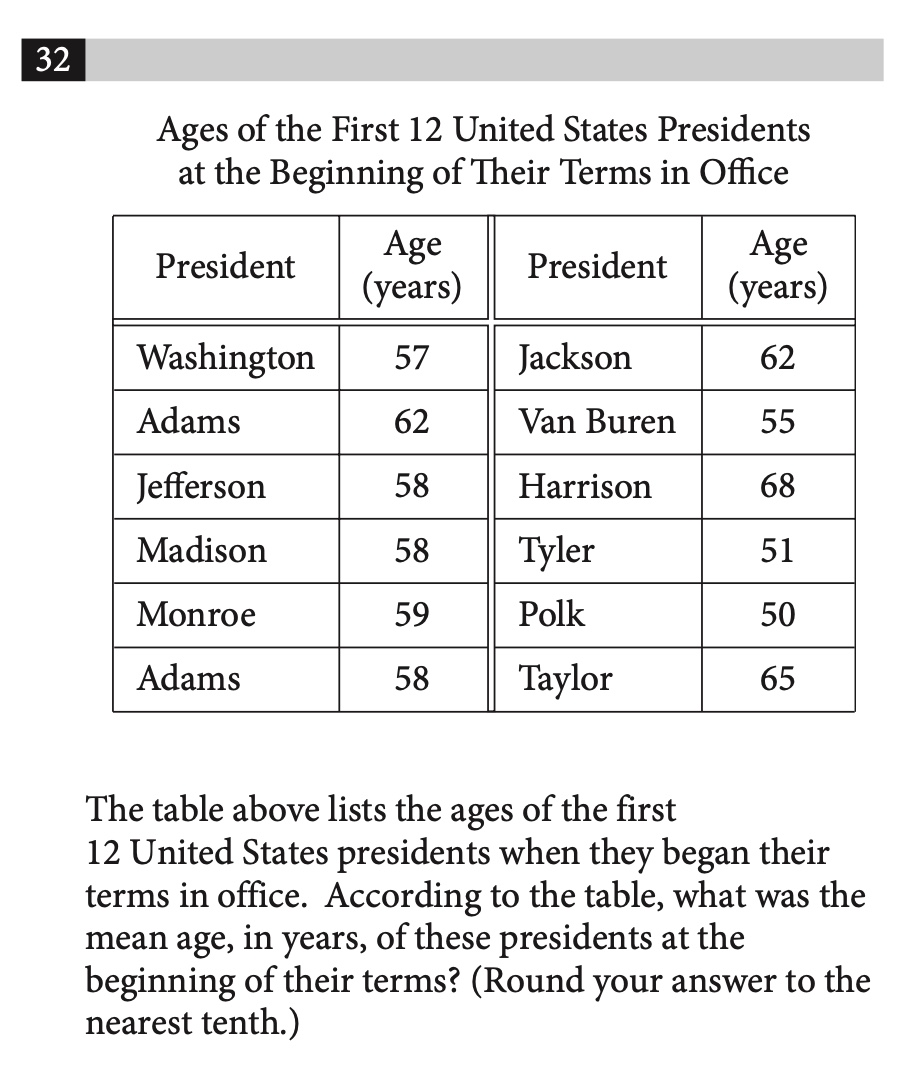 32
Ages of the First 12 United States Presidents
at the Beginning of Their Terms in Office
President Age (years) President Age (years)
Washington 57 Jackson 62
Adams 62 Van Buren 55
Jefferson 58 Harrison 68
Madison 58 Tyler 51
Monroe 59 Polk 50
Adams 58 Taylor 65
The table above lists the ages of the first
12 United States presidents when they began their
terms in office. According to the table, what was the
mean age, in years, of these presidents at the
beginning of their terms? (Round your answer to the
nearest tenth.)